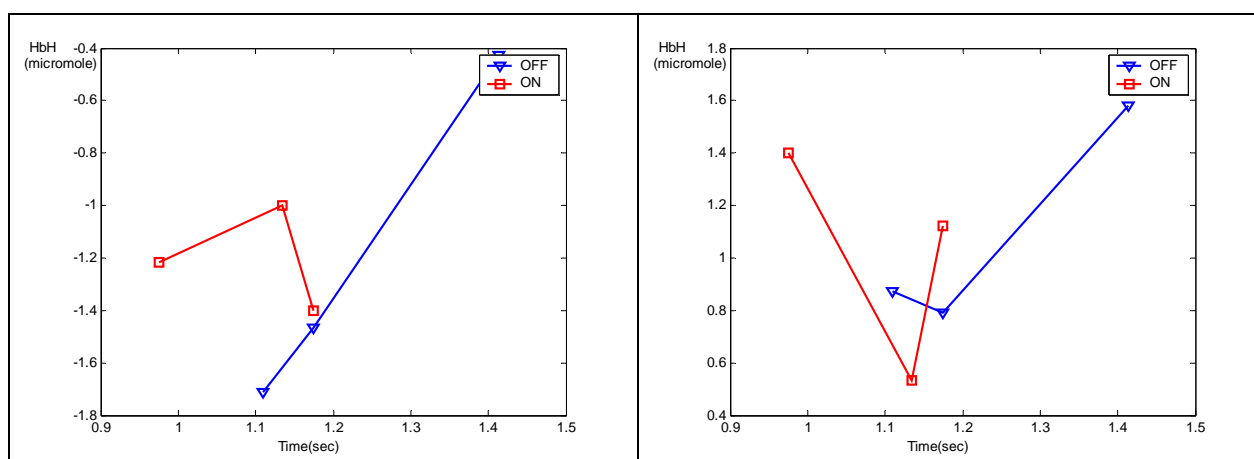 HbH
(micromole)
-0.4
-0.6
-0.8
-1
-1.2
-1.4
-1.6
-1.8
0.9 1 1.1 1.2 1.3 1.4 1.5
Time(sec)
OFF
ON
HbH
(micromole)
1.8
1.6
1.4
1.2
1
0.8
0.6
0.4
0.9 1 1.1 1.2 1.3 1.4 1.5
Time(sec)
OFF
ON